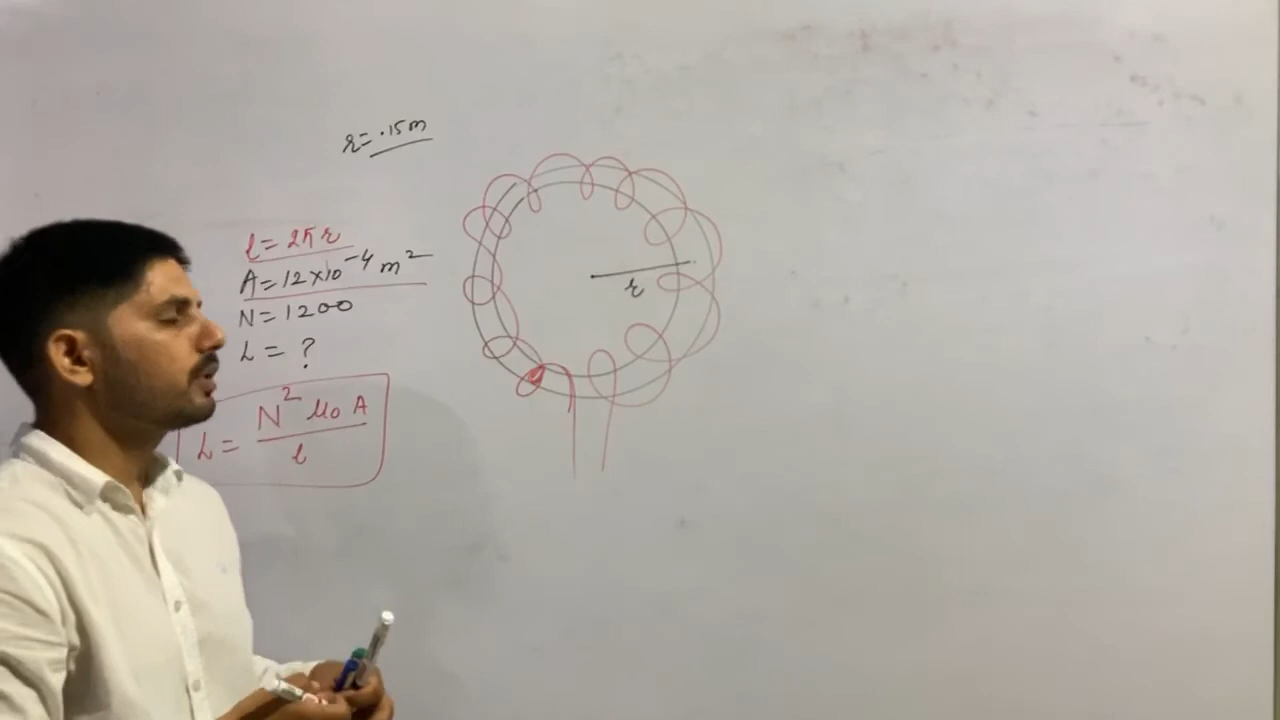 r = .15m
l = 2πr
A = 12×10⁻⁴ m²
N = 1200
L = ?
L = N² μ₀ A / l
r